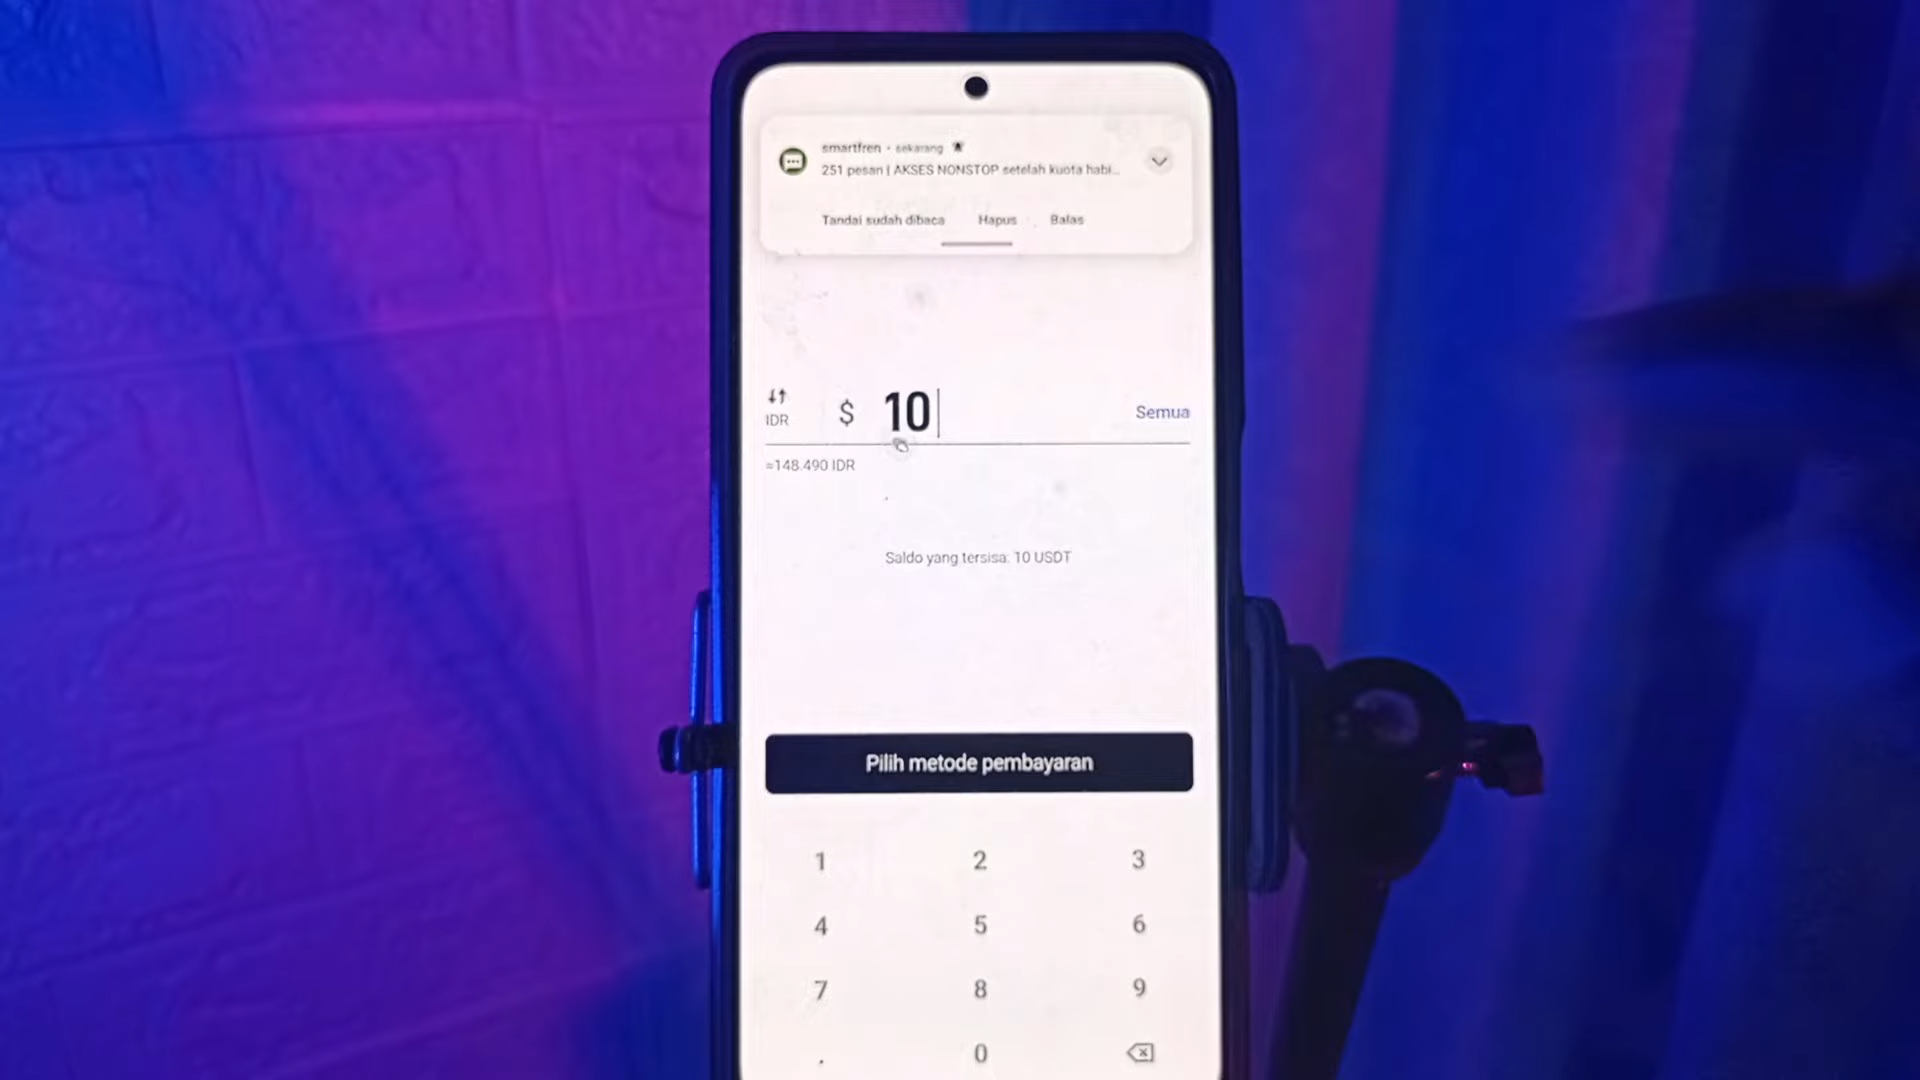 smartfren • sekarang
251 pesan | AKSES NONSTOP setelah kuota habi...
Tandai sudah dibaca Hapus Balas
IDR $ 10 Semua
≈148.490 IDR
Saldo yang tersisa: 10 USDT
Pilih metode pembayaran
1 2 3
4 5 6
7 8 9
. 0